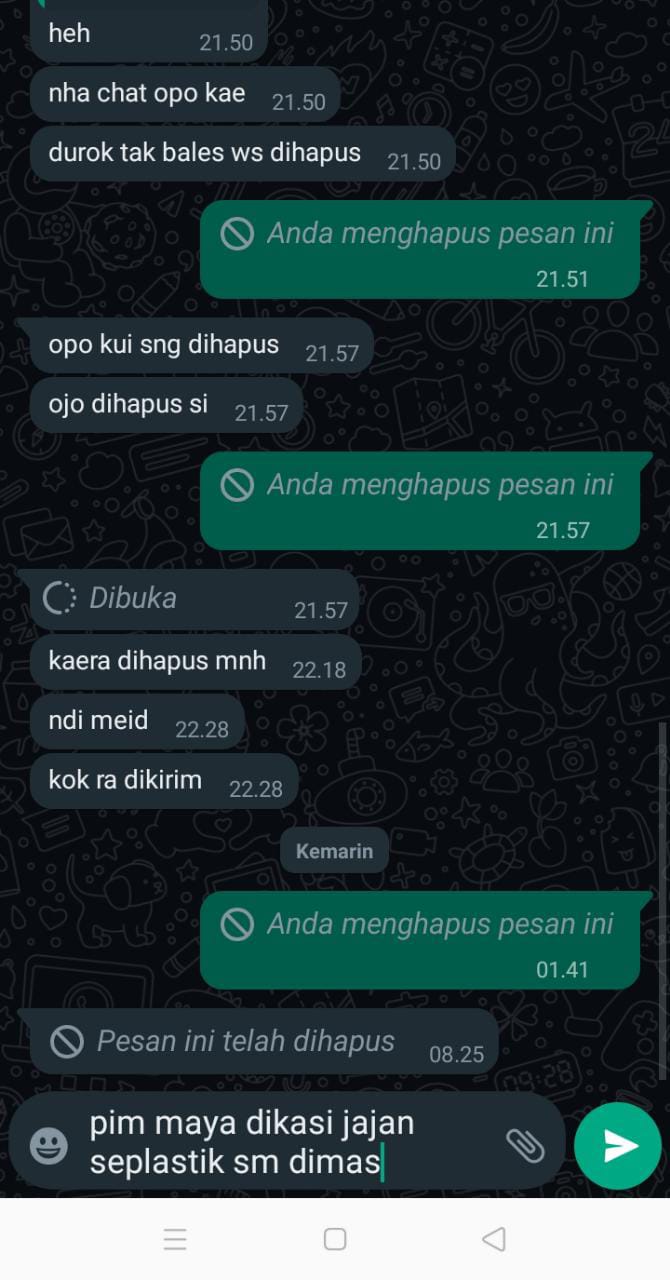 heh 21.50
nha chat opo kae 21.50
durok tak bales ws dihapus 21.50
Anda menghapus pesan ini
21.51
opo kui sng dihapus 21.57
ojo dihapus si 21.57
Anda menghapus pesan ini
21.57
Dibuka 21.57
kaera dihapus mnh 22.18
ndi meid 22.28
kok ra dikirim 22.28
Kemarin
Anda menghapus pesan ini
01.41
Pesan ini telah dihapus 08.25
pim maya dikasi jajan
seplastik sm dimas